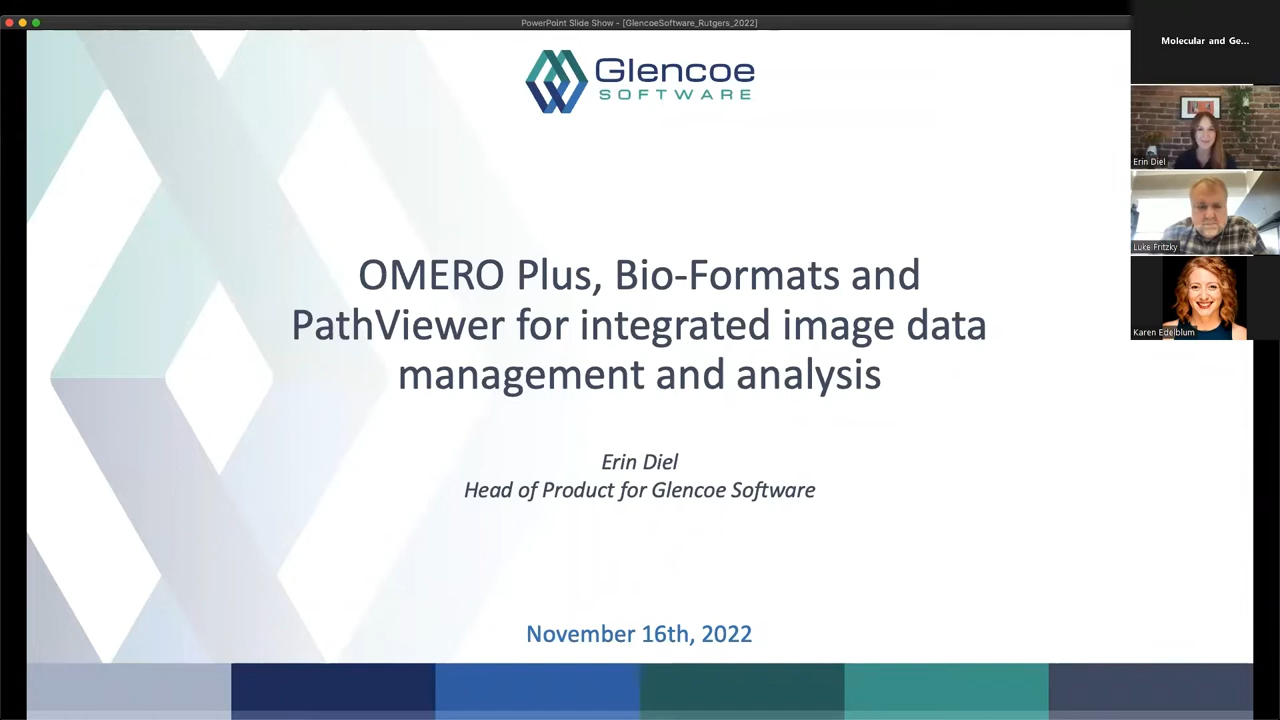 PowerPoint Slide Show - [GlencoeSoftware_Rutgers_2022]
Molecular and Ge...
Glencoe
SOFTWARE
Erin Diel
Luke Fritzky
Karen Edelblum
OMERO Plus, Bio-Formats and
PathViewer for integrated image data
management and analysis
Erin Diel
Head of Product for Glencoe Software
November 16th, 2022